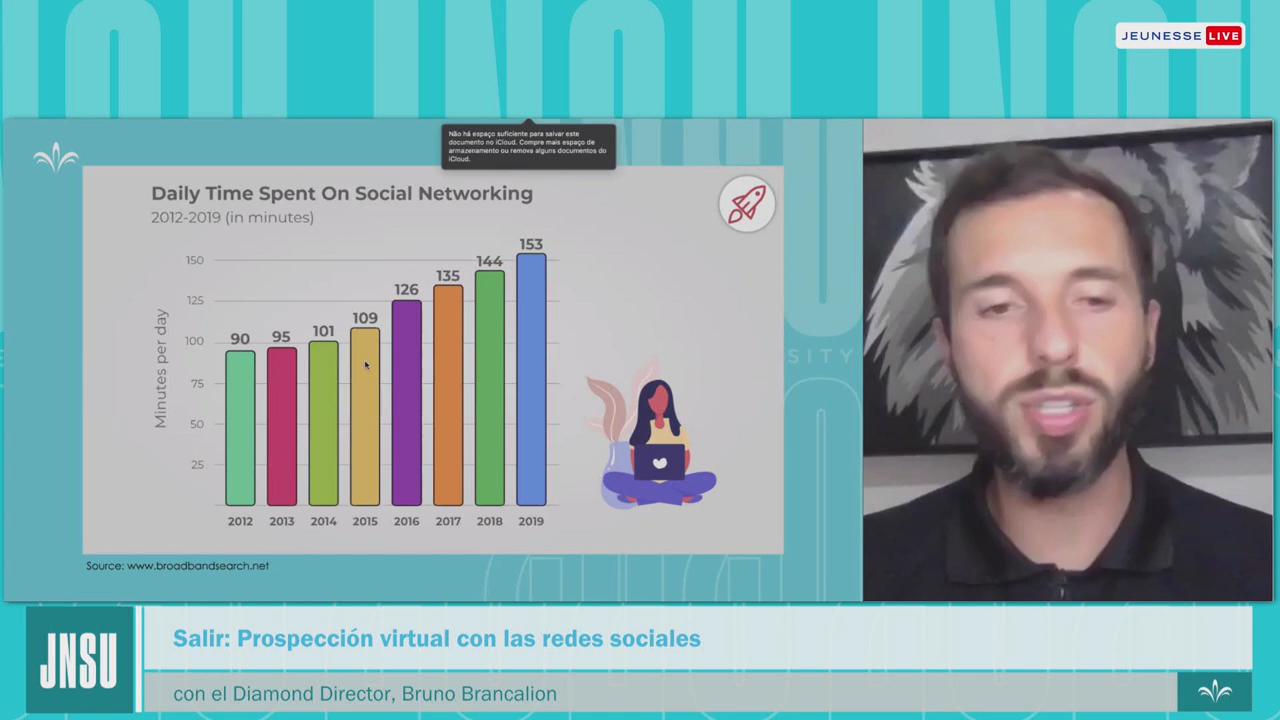 JEUNESSE LIVE
Não há espaço suficiente para salvar este
documento no iCloud. Compre mais espaço de
armazenamento ou remova alguns documentos do
iCloud.
Daily Time Spent On Social Networking
2012-2019 (in minutes)
Minutes per day
150
125
100
75
50
25
90
95
101
109
126
135
144
153
2012 2013 2014 2015 2016 2017 2018 2019
Source: www.broadbandsearch.net
SITY
JNSU
Salir: Prospección virtual con las redes sociales
con el Diamond Director, Bruno Brancalion